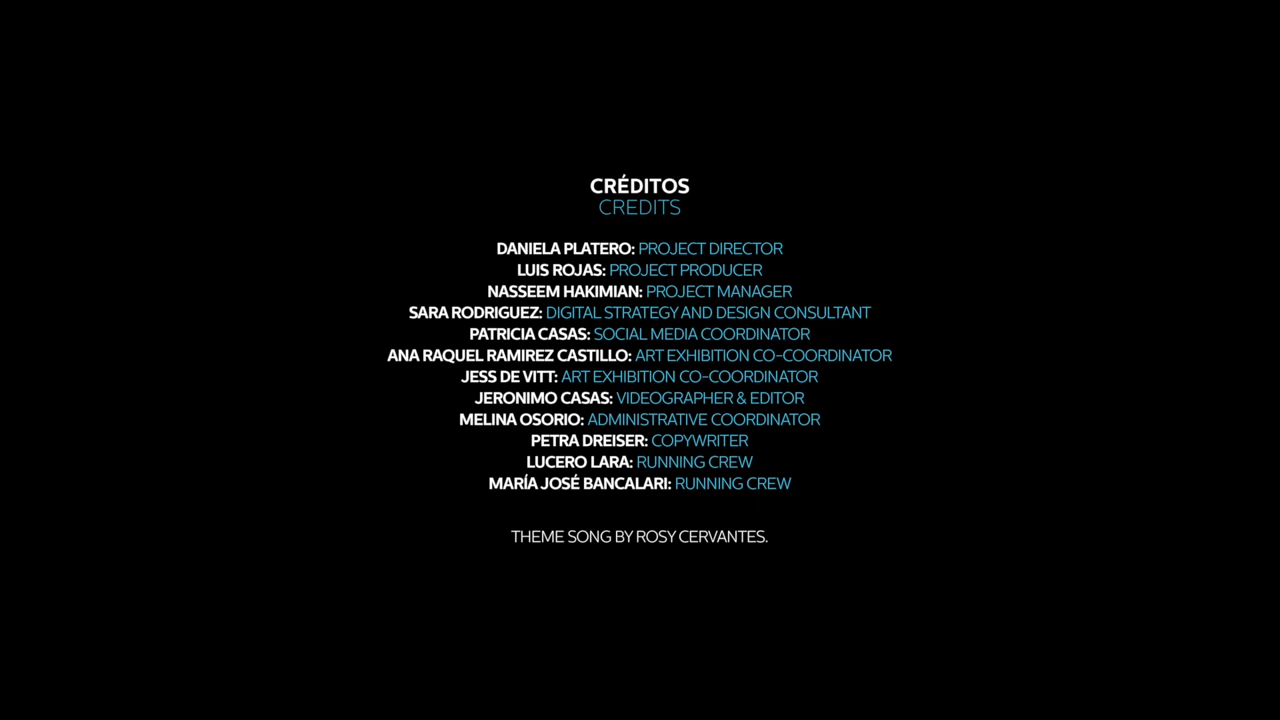 CRÉDITOS
CREDITS
DANIELA PLATERO: PROJECT DIRECTOR
LUIS ROJAS: PROJECT PRODUCER
NASSEEM HAKIMIAN: PROJECT MANAGER
SARA RODRIGUEZ: DIGITAL STRATEGY AND DESIGN CONSULTANT
PATRICIA CASAS: SOCIAL MEDIA COORDINATOR
ANA RAQUEL RAMIREZ CASTILLO: ART EXHIBITION CO-COORDINATOR
JESS DE VITT: ART EXHIBITION CO-COORDINATOR
JERONIMO CASAS: VIDEOGRAPHER & EDITOR
MELINA OSORIO: ADMINISTRATIVE COORDINATOR
PETRA DREISER: COPYWRITER
LUCERO LARA: RUNNING CREW
MARÍA JOSÉ BANCALARI: RUNNING CREW
THEME SONG BY ROSY CERVANTES.